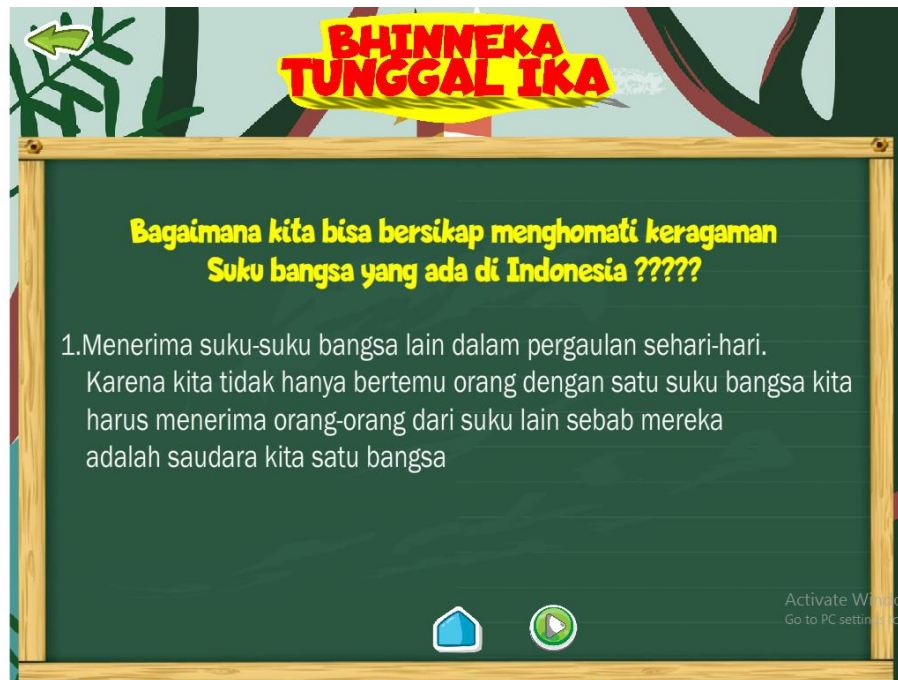 BHINNEKA
TUNGGAL IKA
Bagaimana kita bisa bersikap menghomati keragaman
Suku bangsa yang ada di Indonesia ?????
1.Menerima suku-suku bangsa lain dalam pergaulan sehari-hari.
Karena kita tidak hanya bertemu orang dengan satu suku bangsa kita
harus menerima orang-orang dari suku lain sebab mereka
adalah saudara kita satu bangsa
Activate
Go to PC